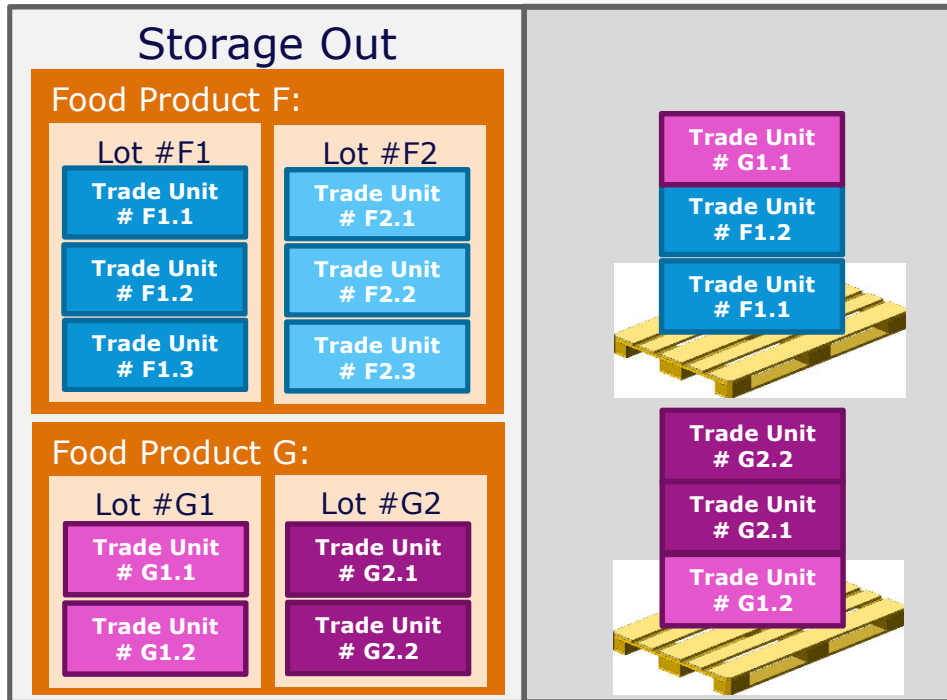 Storage Out
Food Product F:
Lot #F1
Trade Unit
# F1.1
Trade Unit
# F1.2
Trade Unit
# F1.3
Lot #F2
Trade Unit
# F2.1
Trade Unit
# F2.2
Trade Unit
# F2.3
Food Product G:
Lot #G1
Trade Unit
# G1.1
Trade Unit
# G1.2
Lot #G2
Trade Unit
# G2.1
Trade Unit
# G2.2
Trade Unit
# G1.1
Trade Unit
# F1.2
Trade Unit
# F1.1
Trade Unit
# G2.2
Trade Unit
# G2.1
Trade Unit
# G1.2